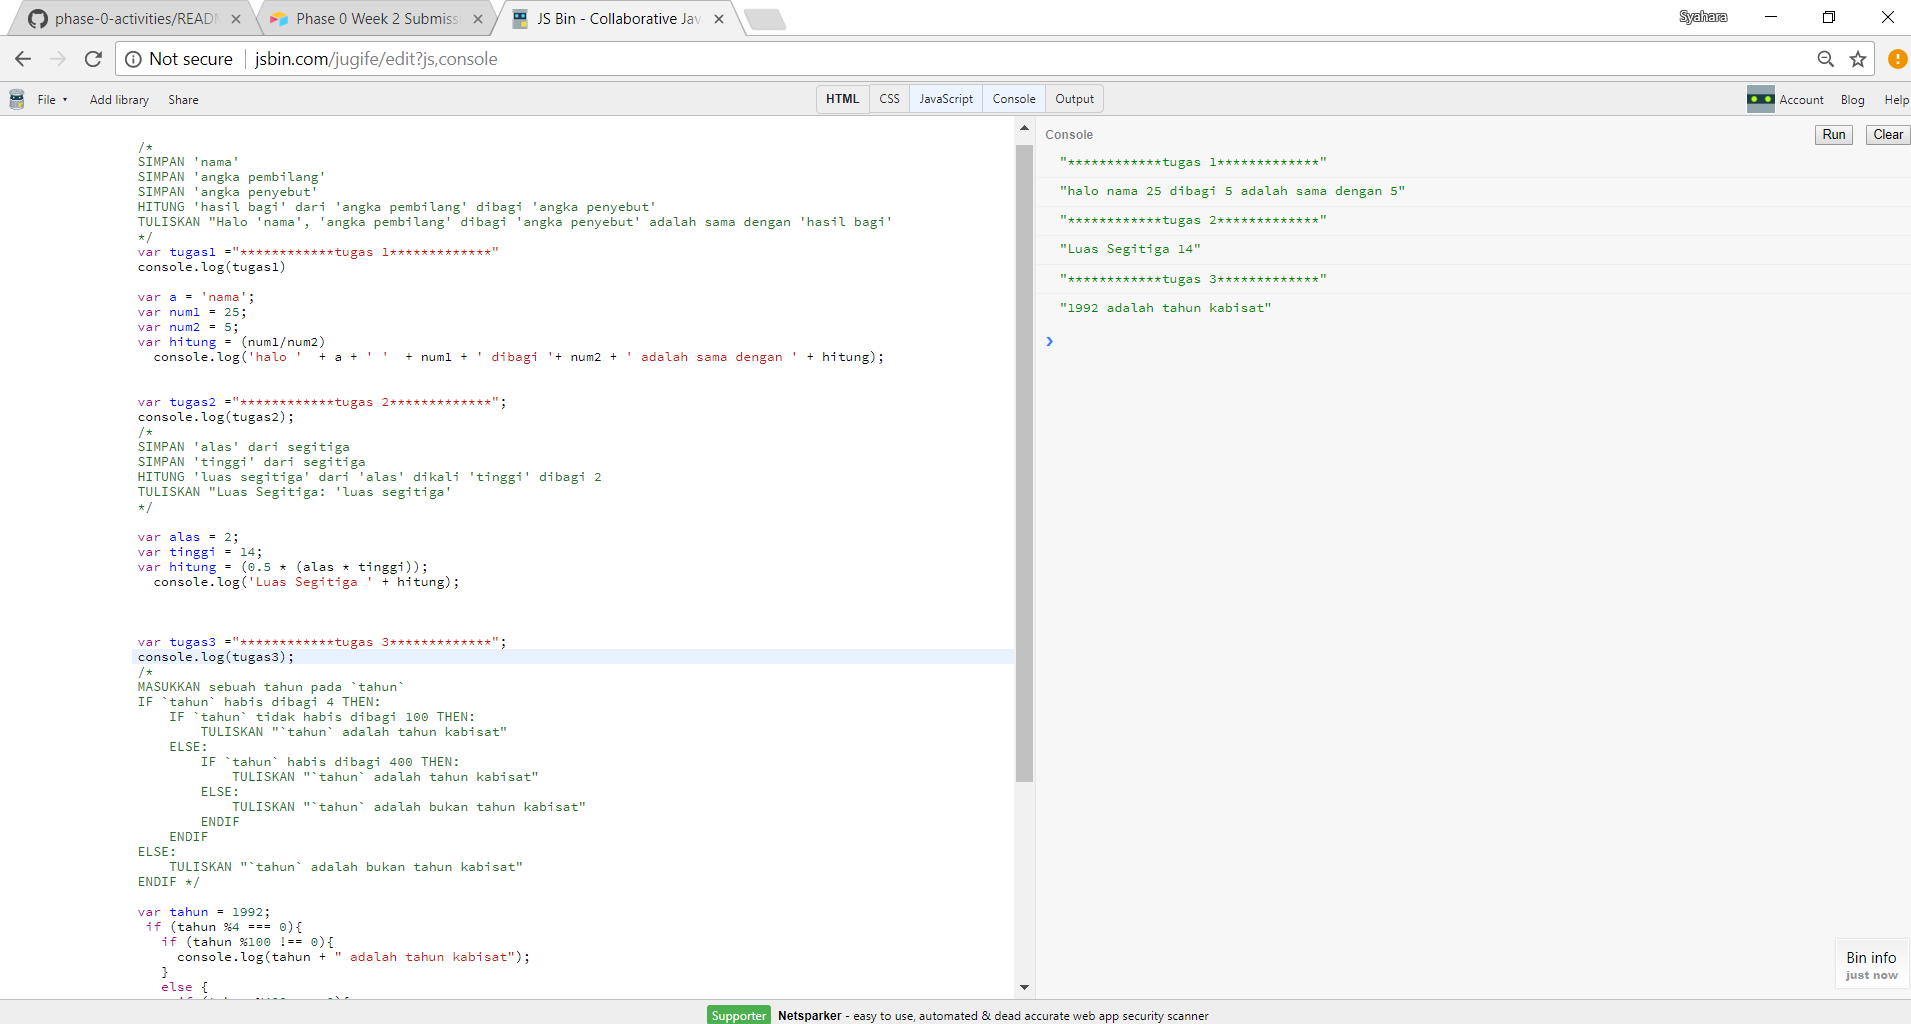 phase-0-activities/READM
Phase 0 Week 2 Submiss
JS Bin - Collaborative Jav
Syahara
Not secure
jsbin.com/jugife/edit?js,console
File
Add library
Share
HTML
CSS
JavaScript
Console
Output
Account
Blog
Help
/*
SIMPAN 'nama'
SIMPAN 'angka pembilang'
SIMPAN 'angka penyebut'
HITUNG 'hasil bagi' dari 'angka pembilang' dibagi 'angka penyebut'
TULISKAN "Halo 'nama', 'angka pembilang' dibagi 'angka penyebut' adalah sama dengan 'hasil bagi'
*/
var tugas1 ="************tugas 1*************"
console.log(tugas1)
var a = 'nama';
var num1 = 25;
var num2 = 5;
var hitung = (num1/num2)
console.log('halo '  + a + ' '  + num1 + ' dibagi '+ num2 + ' adalah sama dengan ' + hitung);
var tugas2 ="************tugas 2*************";
console.log(tugas2);
/*
SIMPAN 'alas' dari segitiga
SIMPAN 'tinggi' dari segitiga
HITUNG 'luas segitiga' dari 'alas' dikali 'tinggi' dibagi 2
TULISKAN "Luas Segitiga: 'luas segitiga'
*/
var alas = 2;
var tinggi = 14;
var hitung = (0.5 * (alas * tinggi));
console.log('Luas Segitiga ' + hitung);
var tugas3 ="************tugas 3*************";
console.log(tugas3);
/*
MASUKKAN sebuah tahun pada `tahun`
IF `tahun` habis dibagi 4 THEN:
IF `tahun` tidak habis dibagi 100 THEN:
TULISKAN "`tahun` adalah tahun kabisat"
ELSE:
IF `tahun` habis dibagi 400 THEN:
TULISKAN "`tahun` adalah tahun kabisat"
ELSE:
TULISKAN "`tahun` adalah bukan tahun kabisat"
ENDIF
ENDIF
ELSE:
TULISKAN "`tahun` adalah bukan tahun kabisat"
ENDIF */
var tahun = 1992;
if (tahun %4 === 0){
if (tahun %100 !== 0){
console.log(tahun + " adalah tahun kabisat");
}
else {
Console
Run
Clear
"************tugas 1*************"
"halo nama 25 dibagi 5 adalah sama dengen 5"
"************tugas 2*************"
"Luas Segitiga 14"
"************tugas 3*************"
"1992 adalah tahun kabisat"
Bin info
just now
Supporter
Netsparker - easy to use, automated & dead accurate web app security scanner